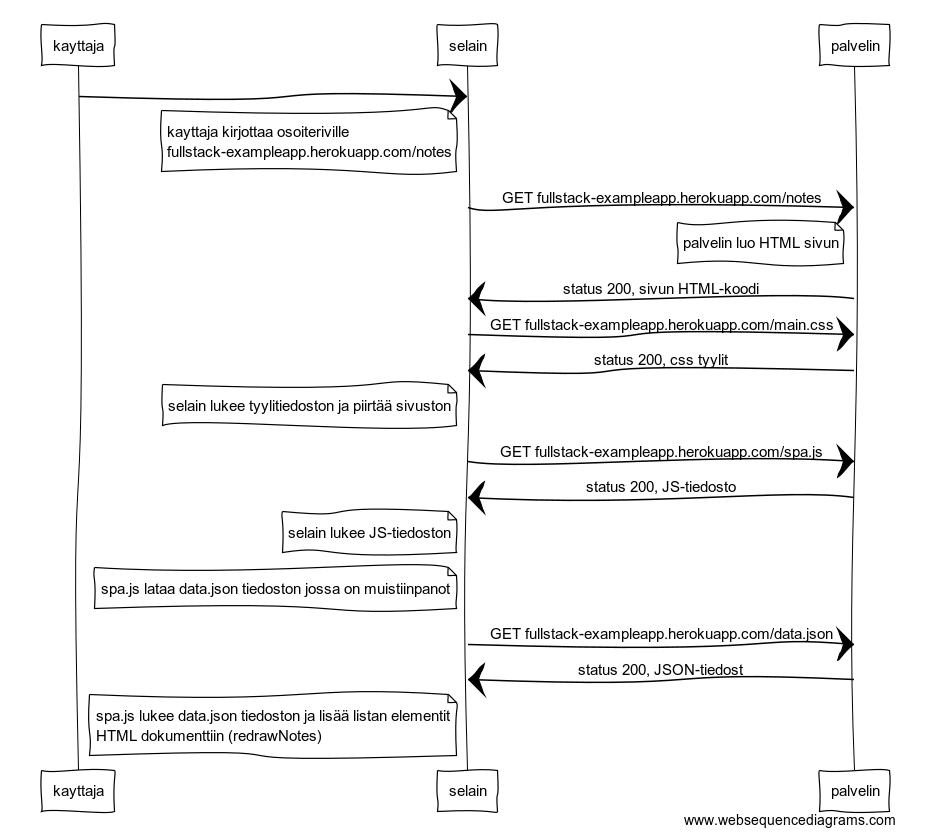 kayttaja
selain
palvelin
kayttaja kirjottaa osoiteriville
fullstack-exampleapp.herokuapp.com/notes
GET fullstack-exampleapp.herokuapp.com/notes
palvelin luo HTML sivun
status 200, sivun HTML-koodi
GET fullstack-exampleapp.herokuapp.com/main.css
status 200, css tyylit
selain lukee tyylitiedoston ja piirtää sivuston
GET fullstack-exampleapp.herokuapp.com/spa.js
status 200, JS-tiedosto
selain lukee JS-tiedoston
spa.js lataa data.json tiedoston jossa on muistiinpanot
GET fullstack-exampleapp.herokuapp.com/data.json
status 200, JSON-tiedost
spa.js lukee data.json tiedoston ja lisää listan elementit
HTML dokumenttiin (redrawNotes)
kayttaja
selain
palvelin
www.websequencediagrams.com